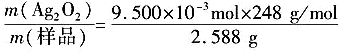 m(Ag₂O₂)/m(样品) = 9.500×10⁻³mol×248 g/mol / 2.588 g